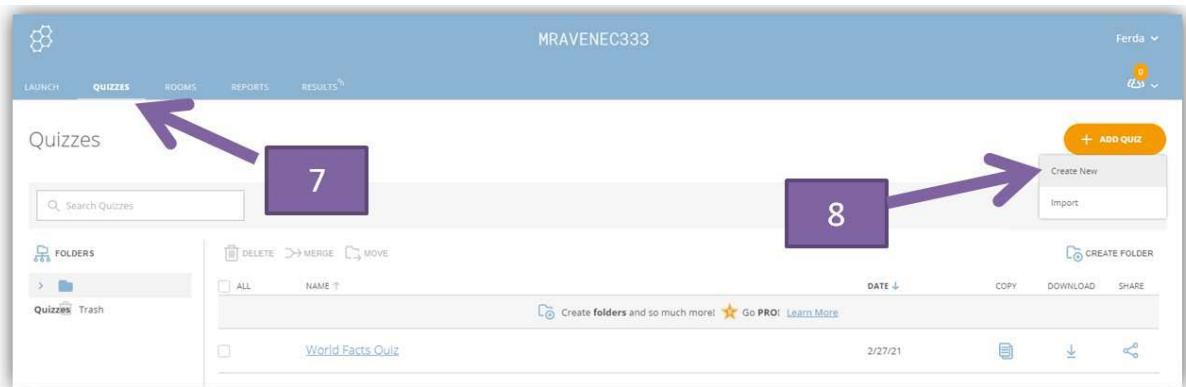 MRAVENEC333
Ferda
0
LAUNCH QUIZZES ROOMS REPORTS RESULTS
Quizzes
+ ADD QUIZ
7
Create New
8
Search Quizzes
Import
FOLDERS
DELETE MERGE MOVE
CREATE FOLDER
ALL NAME ↑ DATE ↓ COPY DOWNLOAD SHARE
Quizzes Trash
Create folders and so much more! Go PRO! Learn More
World Facts Quiz 2/27/21